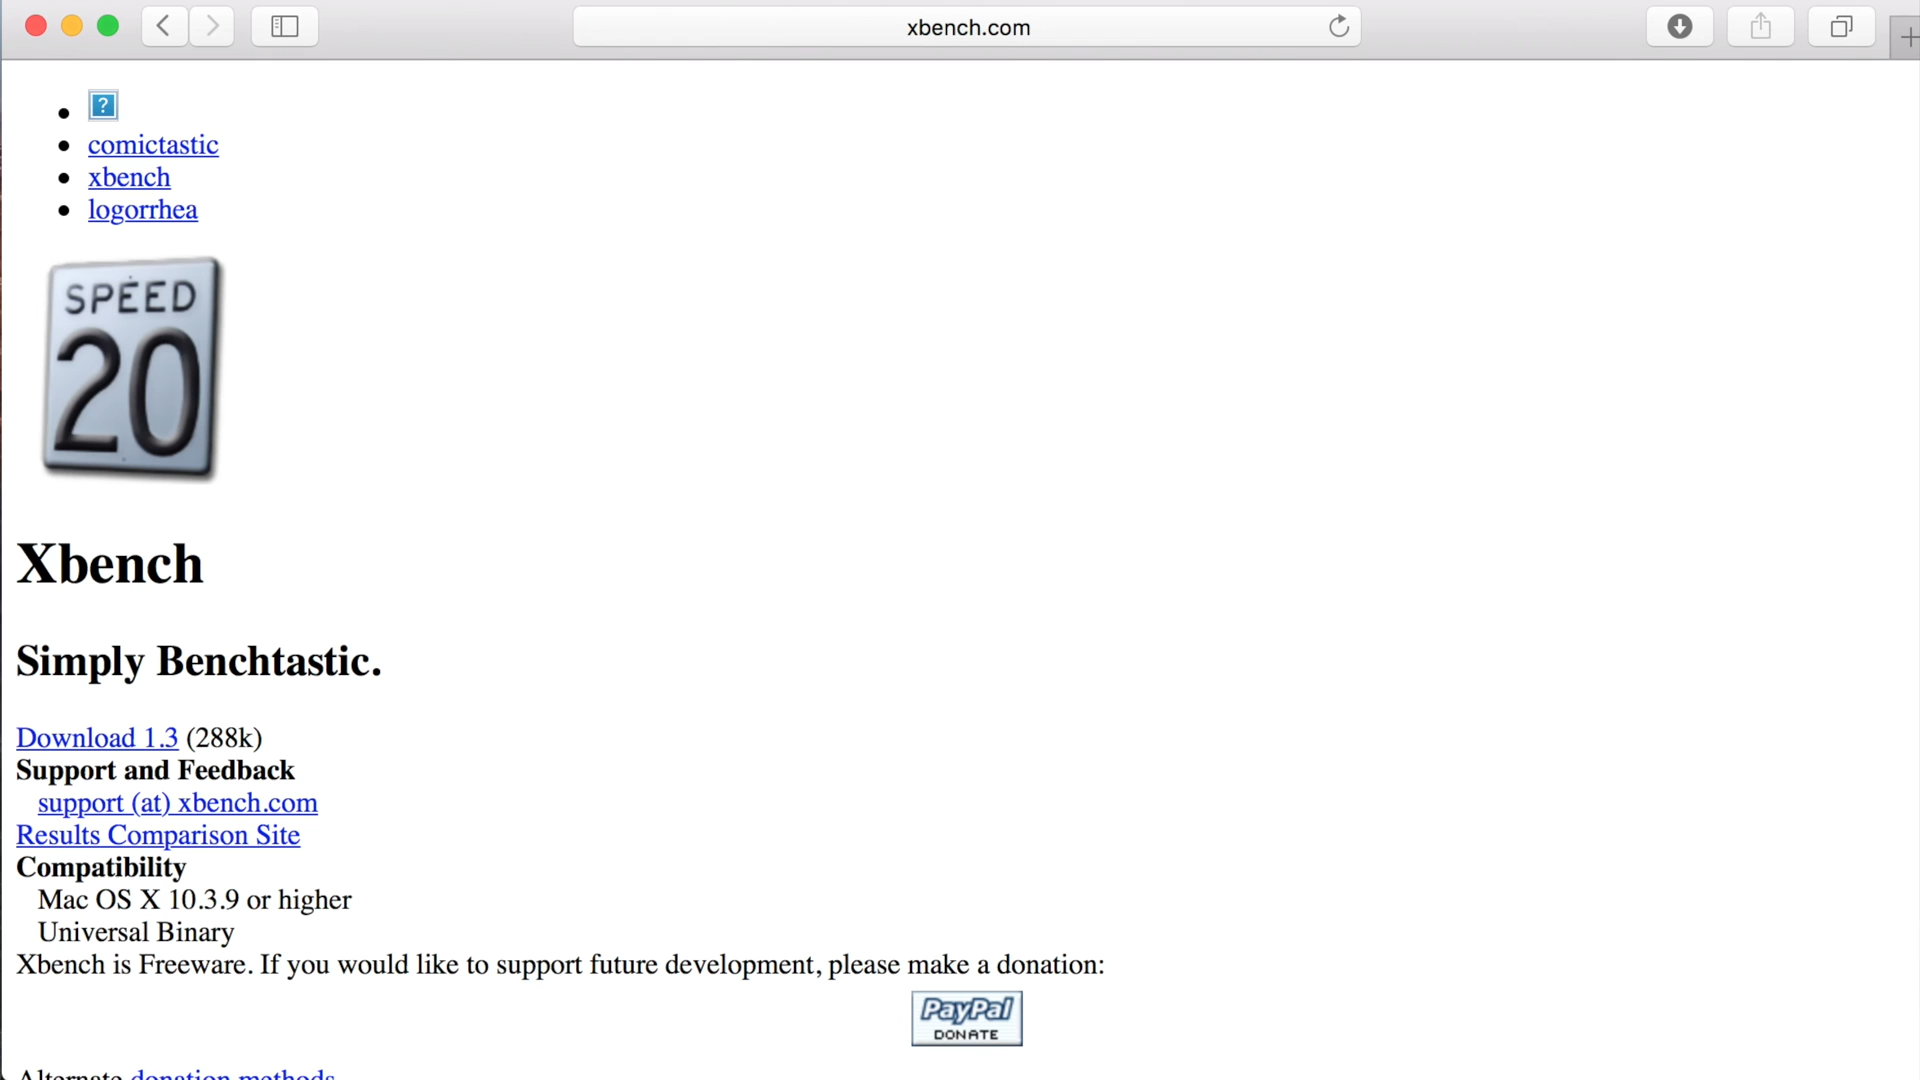 xbench.com
?
comictastic
xbench
logorrhea
SPEED
20
Xbench
Simply Benchtastic.
Download 1.3 (288k)
Support and Feedback
support (at) xbench.com
Results Comparison Site
Compatibility
Mac OS X 10.3.9 or higher
Universal Binary
Xbench is Freeware. If you would like to support future development, please make a donation:
PayPal
DONATE
Alternate donation methods